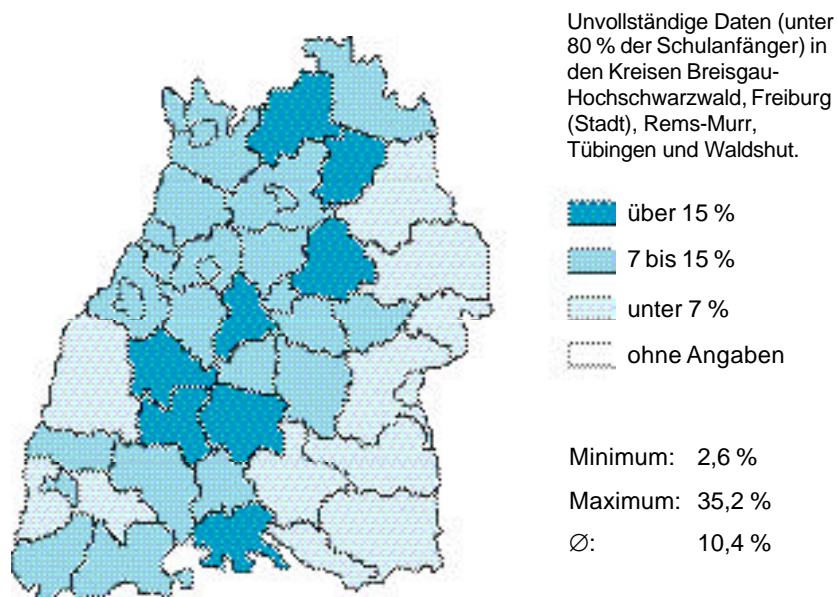 Unvollständige Daten (unter
80 % der Schulanfänger) in
den Kreisen Breisgau-
Hochschwarzwald, Freiburg
(Stadt), Rems-Murr,
Tübingen und Waldshut.
über 15 %
7 bis 15 %
unter 7 %
ohne Angaben
Minimum: 2,6 %
Maximum: 35,2 %
∅: 10,4 %